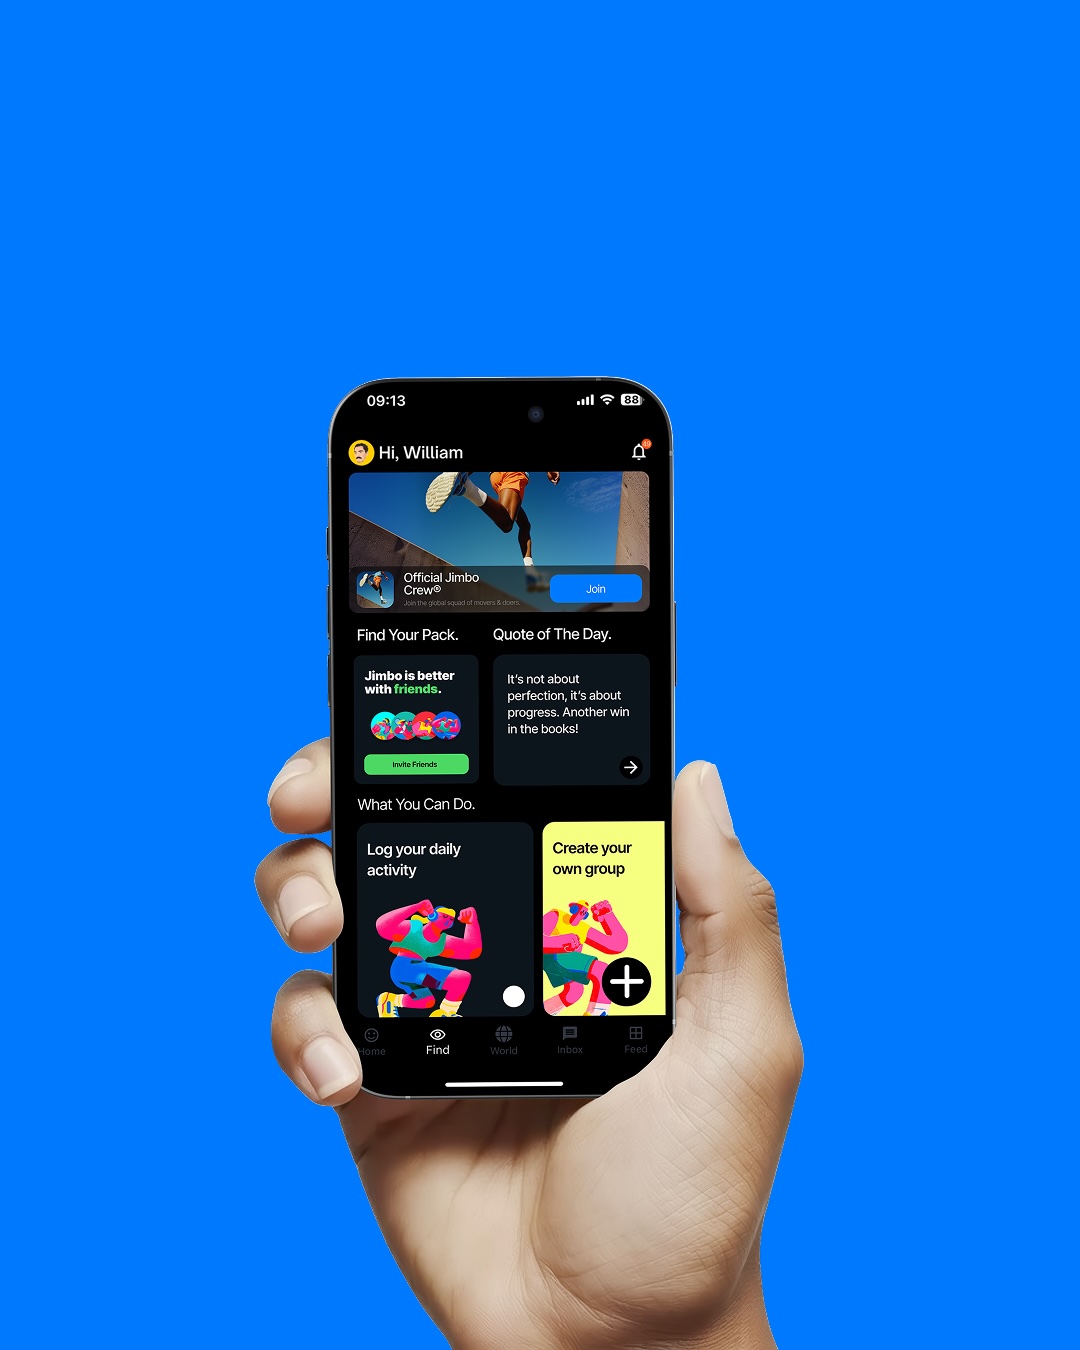 09:13
88
Hi, William
49
Official Jimbo
Crew®
Join the global squad of movers & doers.
Join
Find Your Pack.
Quote of The Day.
Jimbo is better
with friends.
Invite Friends
It's not about
perfection, it's about
progress. Another win
in the books!
What You Can Do.
Log your daily
activity
Create your
own group
Home
Find
World
Inbox
Feed